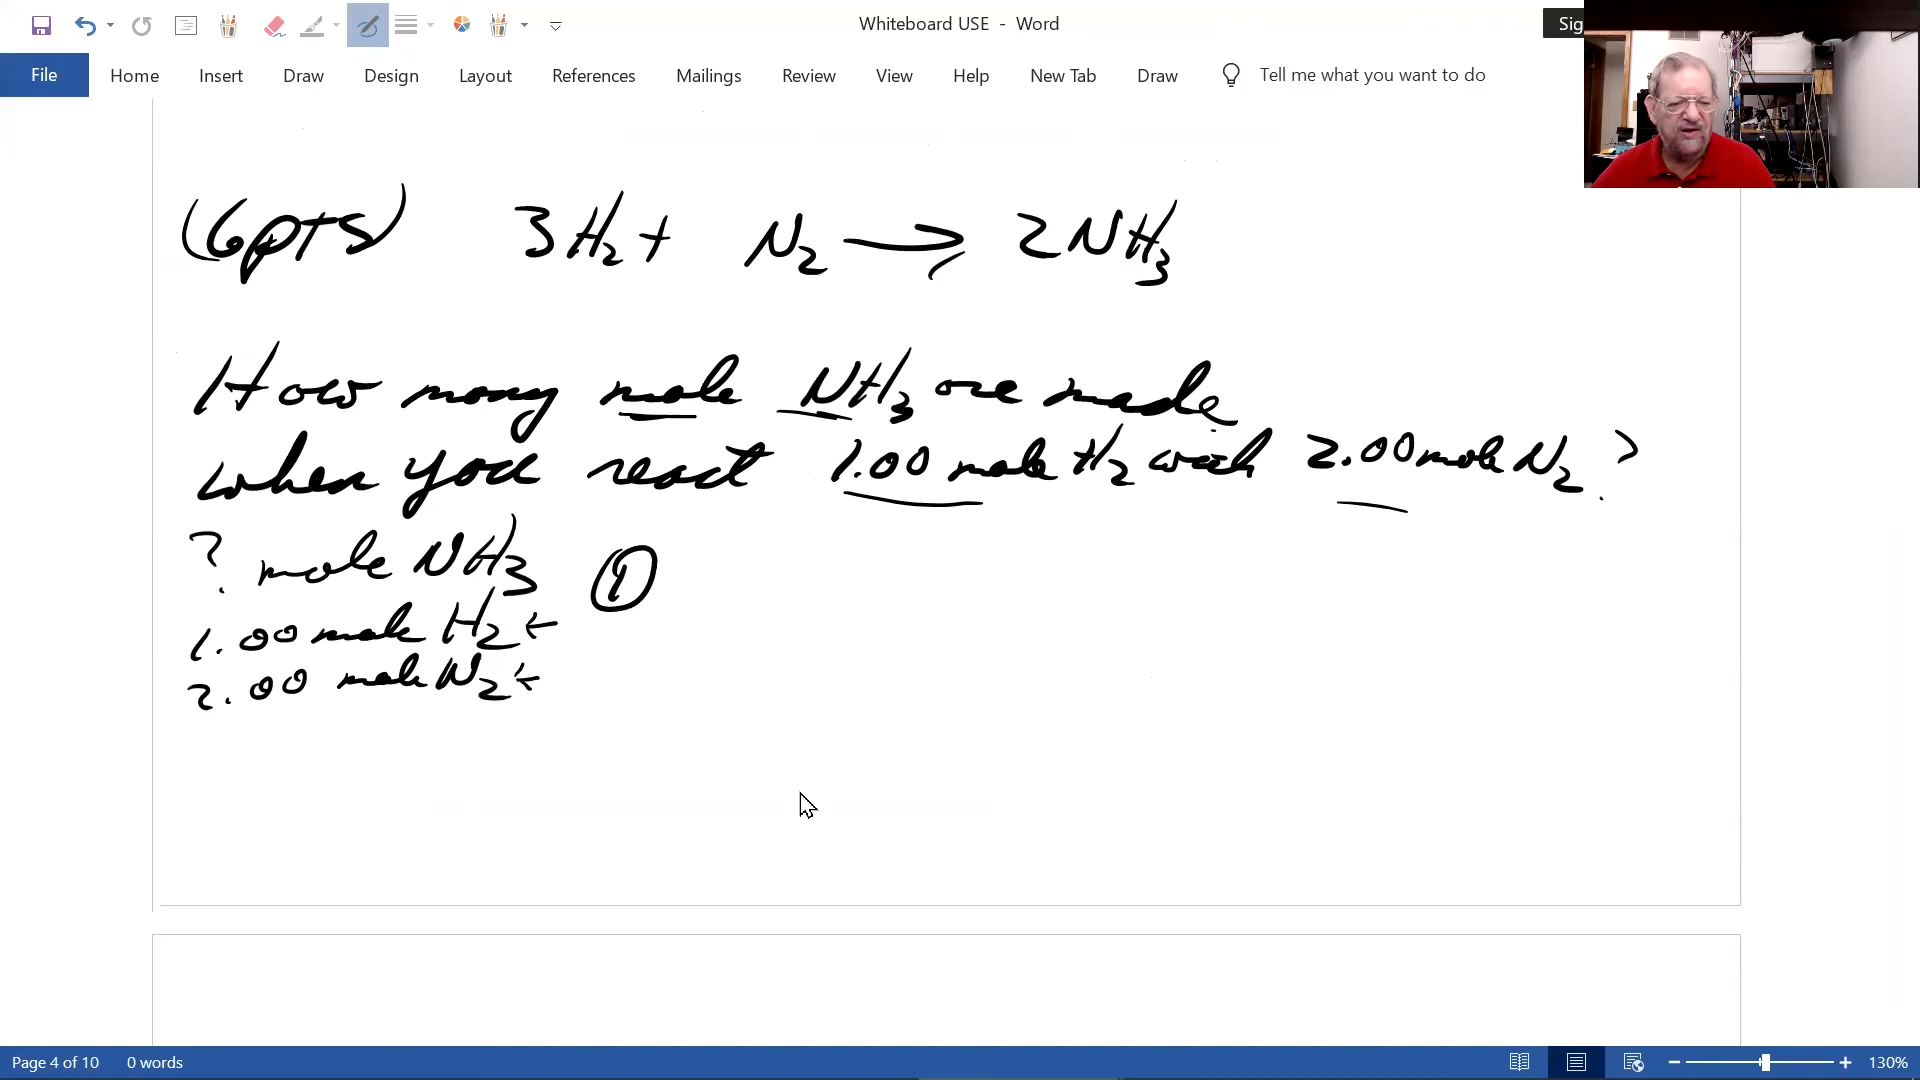 Whiteboard USE - Word
Sig
File Home Insert Draw Design Layout References Mailings Review View Help New Tab Draw Tell me what you want to do
(6pts) 3H₂ + N₂ → 2NH₃
How many mole NH₃ are made
when you react 1.00 mole H₂ with 2.00 mole N₂ ?
? mole NH₃ ①
1.00 mole H₂ ←
2.00 mole N₂ ←
Page 4 of 10 0 words 130%